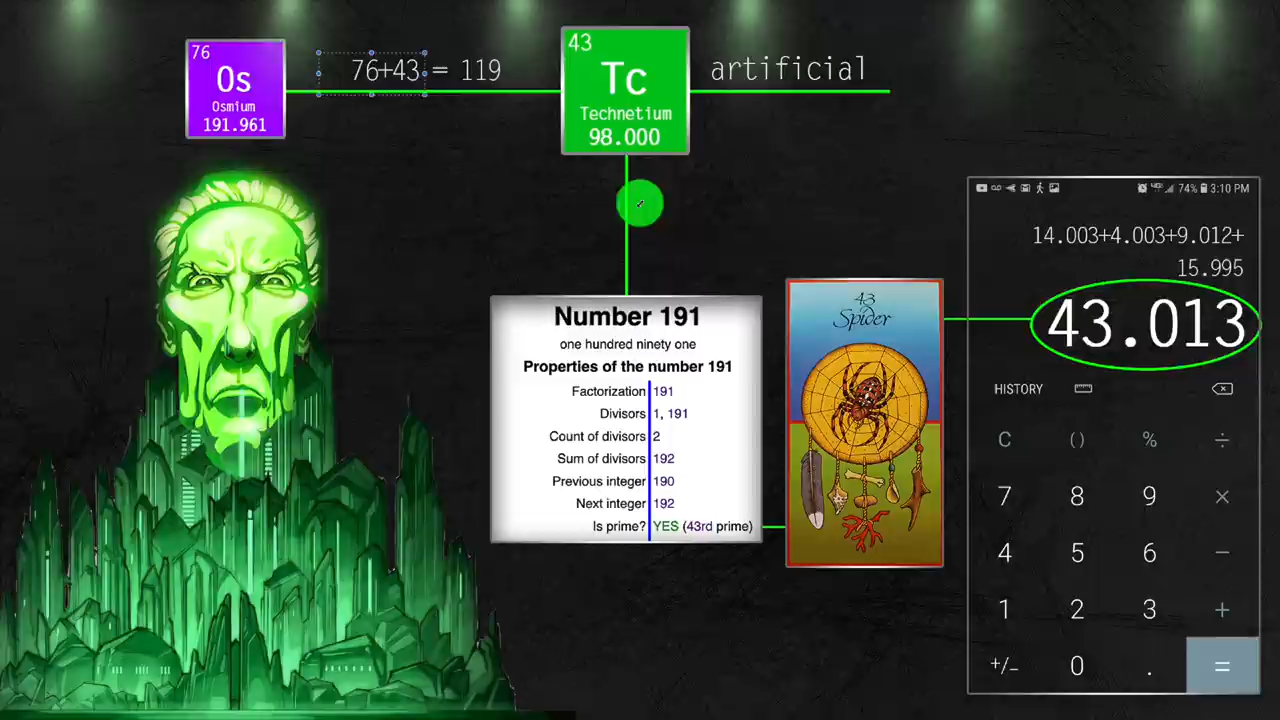 76
Os
Osmium
191.961
76+43 = 119
43
Tc
Technetium
98.000
artificial
Number 191
one hundred ninety one
Properties of the number 191
Factorization 191
Divisors 1, 191
Count of divisors 2
Sum of divisors 192
Previous integer 190
Next integer 192
Is prime? YES (43rd prime)
43
Spider
74% 3:10 PM
14.003+4.003+9.012+
15.995
43.013
HISTORY
C () % ÷
7 8 9 ×
4 5 6 −
1 2 3 +
+/− 0 . =